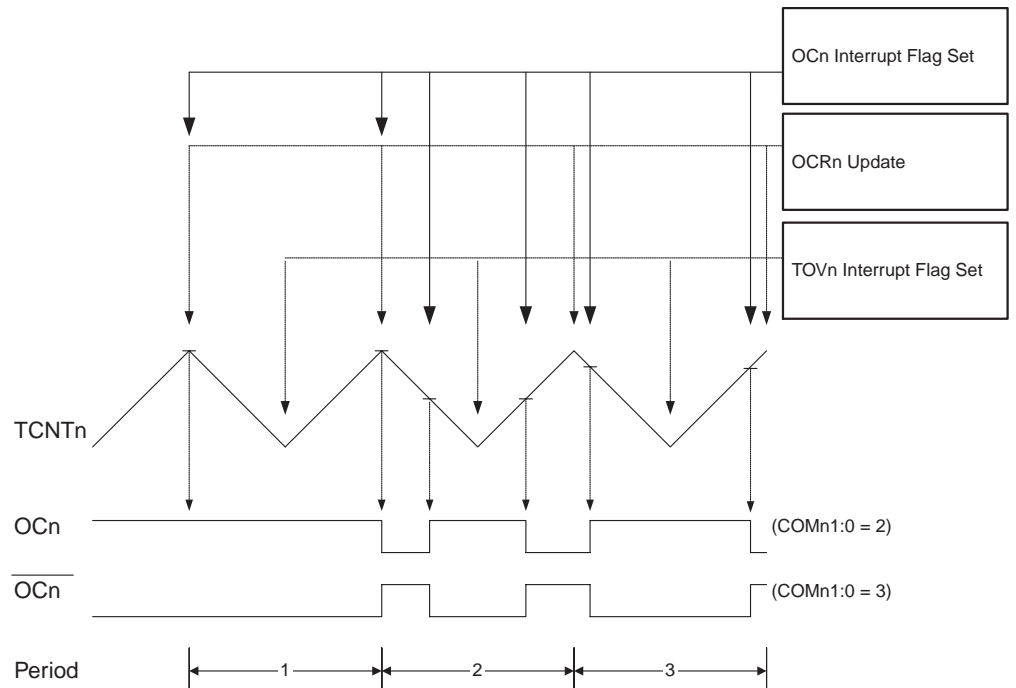 OCn Interrupt Flag Set
OCRn Update
TOVn Interrupt Flag Set
TCNTn
OCn
(COMn1:0 = 2)
OCn
(COMn1:0 = 3)
Period
1
2
3